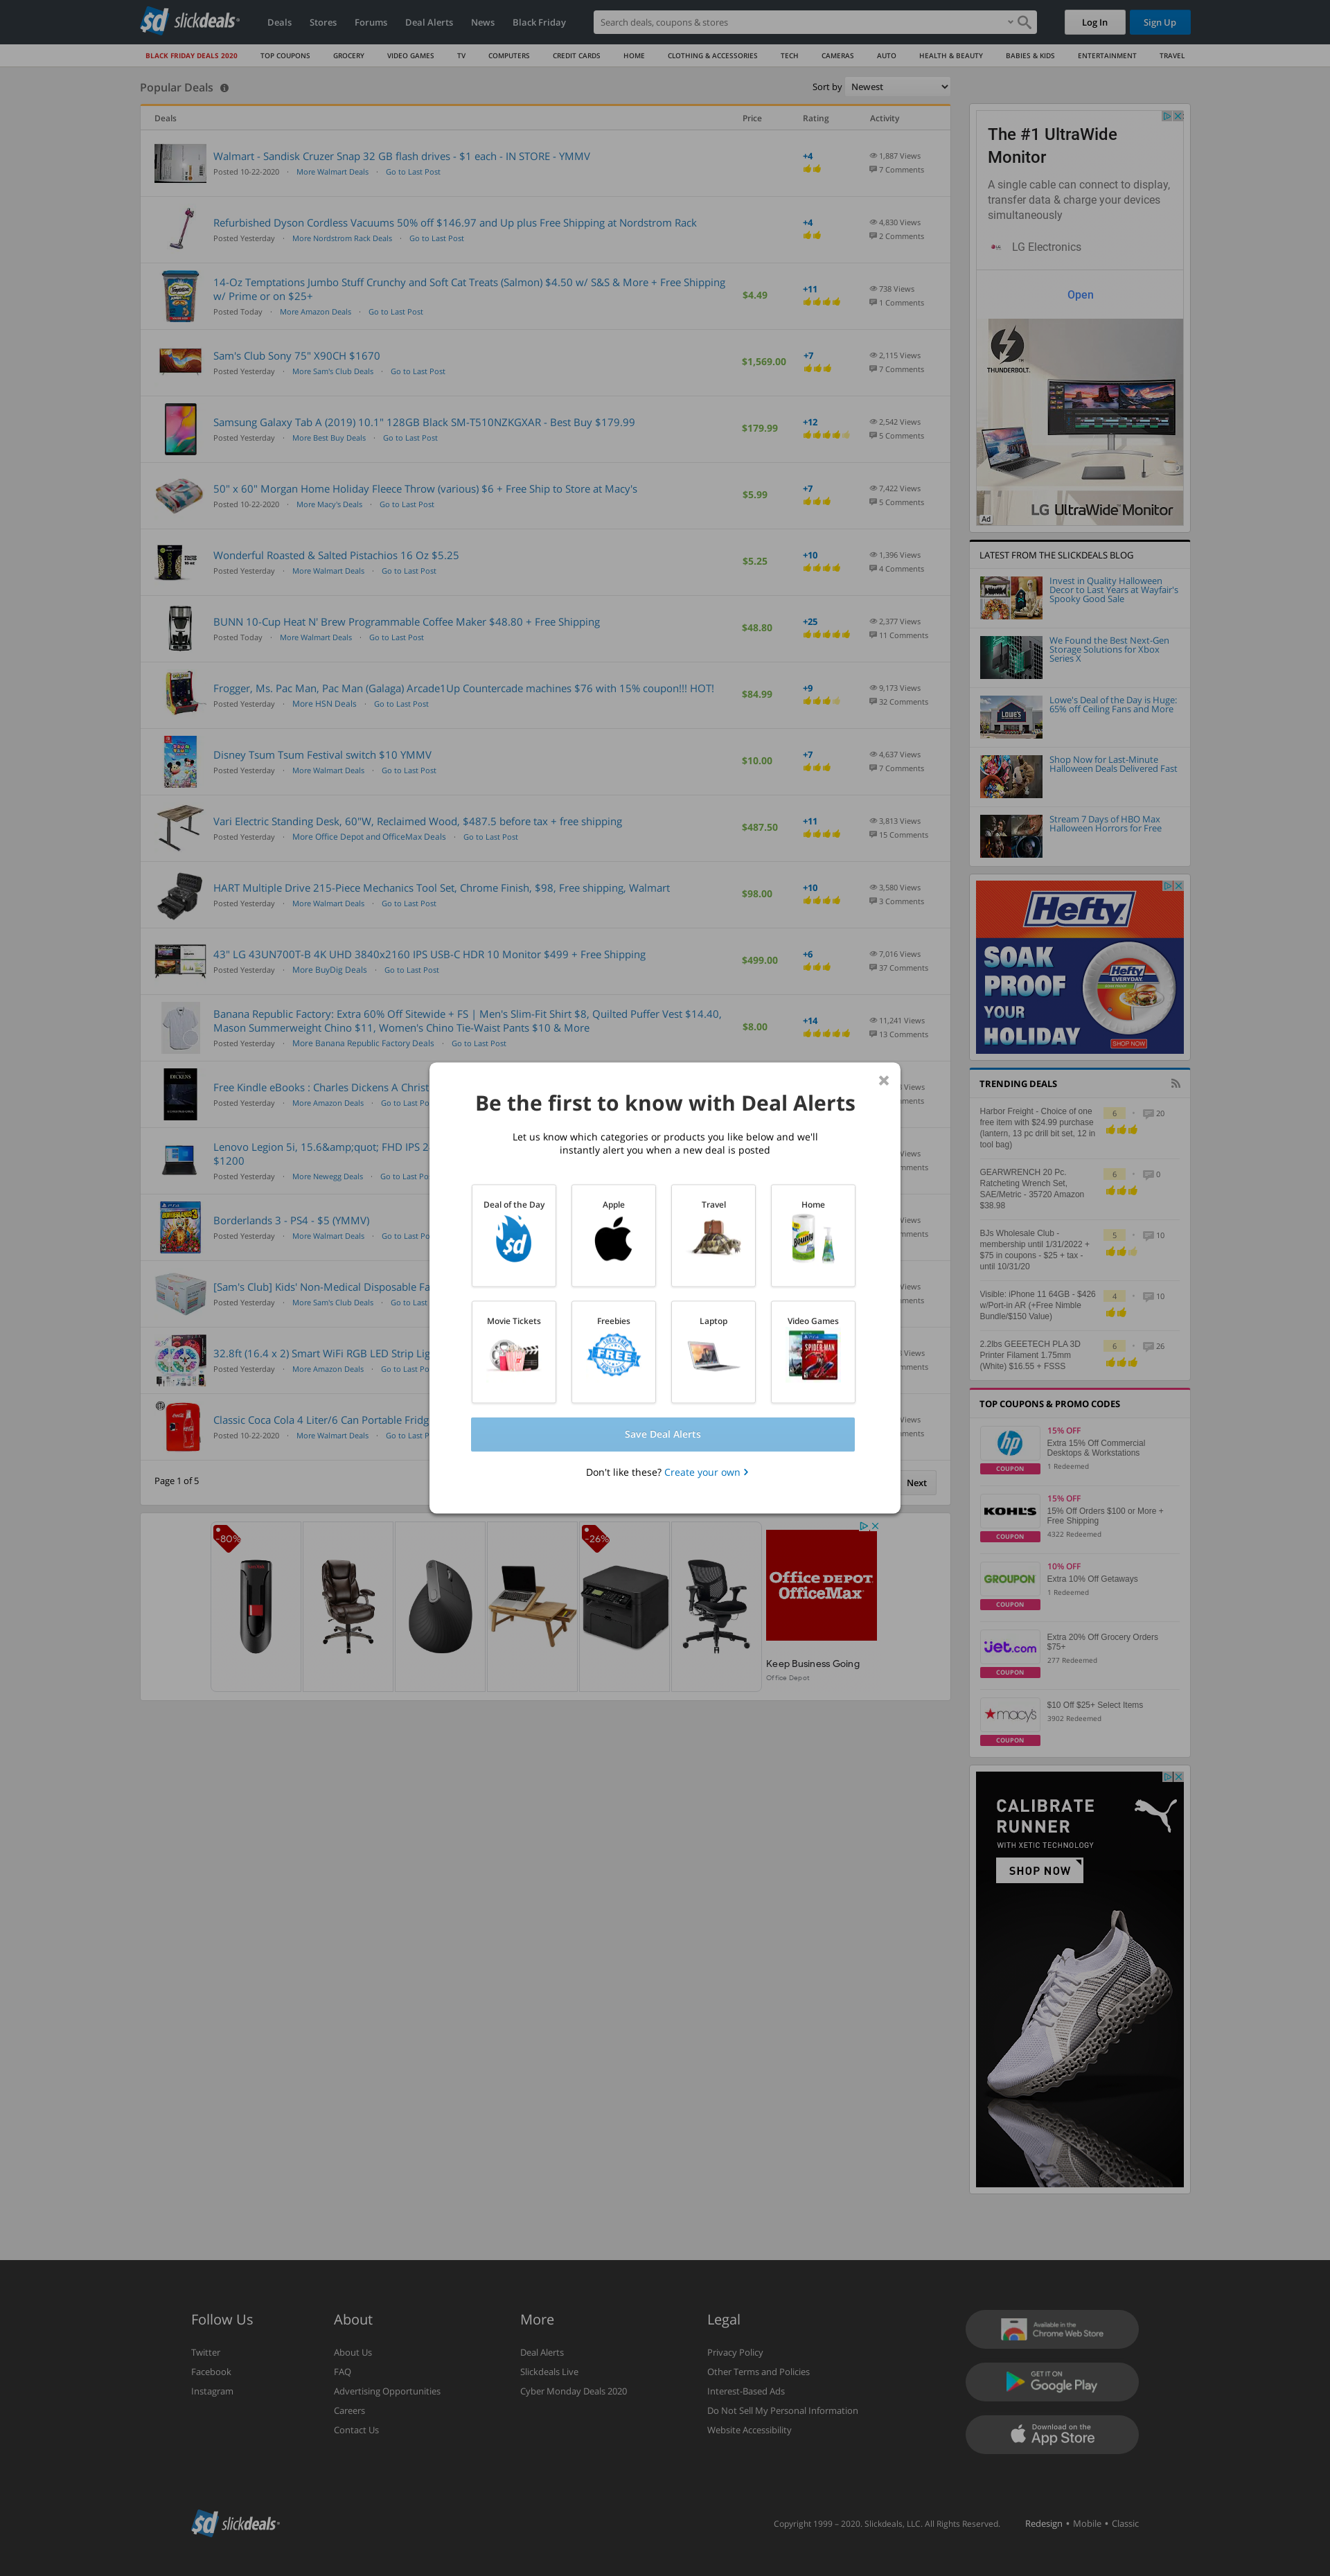 slickdeals
Deals
Stores
Forums
Deal Alerts
News
Black Friday
Search deals, coupons & stores
Log In
Sign Up
BLACK FRIDAY DEALS 2020
TOP COUPONS
GROCERY
VIDEO GAMES
TV
COMPUTERS
CREDIT CARDS
HOME
CLOTHING & ACCESSORIES
TECH
CAMERAS
AUTO
HEALTH & BEAUTY
BABIES & KIDS
ENTERTAINMENT
TRAVEL
Popular Deals
Sort by Newest
Deals Price Rating Activity
Walmart - Sandisk Cruzer Snap 32 GB flash drives - $1 each - IN STORE - YMMV
Posted 10-22-2020 · More Walmart Deals · Go to Last Post
+4
1,887 Views
7 Comments
Refurbished Dyson Cordless Vacuums 50% off $146.97 and Up plus Free Shipping at Nordstrom Rack
Posted Yesterday · More Nordstrom Rack Deals · Go to Last Post
+4
4,830 Views
2 Comments
14-Oz Temptations Jumbo Stuff Crunchy and Soft Cat Treats (Salmon) $4.50 w/ S&S & More + Free Shipping
w/ Prime or on $25+
Posted Today · More Amazon Deals · Go to Last Post
$4.49
+11
738 Views
1 Comments
Sam's Club Sony 75" X90CH $1670
Posted Yesterday · More Sam's Club Deals · Go to Last Post
$1,569.00
+7
2,115 Views
7 Comments
Samsung Galaxy Tab A (2019) 10.1" 128GB Black SM-T510NZKGXAR - Best Buy $179.99
Posted Yesterday · More Best Buy Deals · Go to Last Post
$179.99
+12
2,542 Views
5 Comments
50" x 60" Morgan Home Holiday Fleece Throw (various) $6 + Free Ship to Store at Macy's
Posted 10-22-2020 · More Macy's Deals · Go to Last Post
$5.99
+7
7,422 Views
5 Comments
Wonderful Roasted & Salted Pistachios 16 Oz $5.25
Posted Yesterday · More Walmart Deals · Go to Last Post
$5.25
+10
1,396 Views
4 Comments
BUNN 10-Cup Heat N' Brew Programmable Coffee Maker $48.80 + Free Shipping
Posted Today · More Walmart Deals · Go to Last Post
$48.80
+25
2,377 Views
11 Comments
Frogger, Ms. Pac Man, Pac Man (Galaga) Arcade1Up Countercade machines $76 with 15% coupon!!! HOT!
Posted Yesterday · More HSN Deals · Go to Last Post
$84.99
+9
9,173 Views
32 Comments
Disney Tsum Tsum Festival switch $10 YMMV
Posted Yesterday · More Walmart Deals · Go to Last Post
$10.00
+7
4,637 Views
7 Comments
Vari Electric Standing Desk, 60"W, Reclaimed Wood, $487.5 before tax + free shipping
Posted Yesterday · More Office Depot and OfficeMax Deals · Go to Last Post
$487.50
+11
3,813 Views
15 Comments
HART Multiple Drive 215-Piece Mechanics Tool Set, Chrome Finish, $98, Free shipping, Walmart
Posted Yesterday · More Walmart Deals · Go to Last Post
$98.00
+10
3,580 Views
3 Comments
43" LG 43UN700T-B 4K UHD 3840x2160 IPS USB-C HDR 10 Monitor $499 + Free Shipping
Posted Yesterday · More BuyDig Deals · Go to Last Post
$499.00
+6
7,016 Views
37 Comments
Banana Republic Factory: Extra 60% Off Sitewide + FS | Men's Slim-Fit Shirt $8, Quilted Puffer Vest $14.40,
Mason Summerweight Chino $11, Women's Chino Tie-Waist Pants $10 & More
Posted Yesterday · More Banana Republic Factory Deals · Go to Last Post
$8.00
+14
11,241 Views
13 Comments
Free Kindle eBooks : Charles Dickens A Christ
Posted Yesterday · More Amazon Deals · Go to Last Po
Lenovo Legion 5i, 15.6&amp;quot; FHD IPS 2
$1200
Posted Yesterday · More Newegg Deals · Go to Last Po
Borderlands 3 - PS4 - $5 (YMMV)
Posted Yesterday · More Walmart Deals · Go to Last Po
[Sam's Club] Kids' Non-Medical Disposable Fa
Posted Yesterday · More Sam's Club Deals · Go to Last
32.8ft (16.4 x 2) Smart WiFi RGB LED Strip Lig
Posted Yesterday · More Amazon Deals · Go to Last Po
Classic Coca Cola 4 Liter/6 Can Portable Fridg
Posted 10-22-2020 · More Walmart Deals · Go to Last P
Page 1 of 5
Next
Be the first to know with Deal Alerts
Let us know which categories or products you like below and we'll
instantly alert you when a new deal is posted
Deal of the Day
Apple
Travel
Home
Movie Tickets
Freebies
Laptop
Video Games
Save Deal Alerts
Don't like these? Create your own
-80%
-26%
Office DEPOT
OfficeMax
Keep Business Going
Office Depot
The #1 UltraWide
Monitor
A single cable can connect to display,
transfer data & charge your devices
simultaneously
LG Electronics
Open
THUNDERBOLT.
LG UltraWide Monitor
Ad
LATEST FROM THE SLICKDEALS BLOG
Invest in Quality Halloween
Decor to Last Years at Wayfair's
Spooky Good Sale
We Found the Best Next-Gen
Storage Solutions for Xbox
Series X
Lowe's Deal of the Day is Huge:
65% off Ceiling Fans and More
Shop Now for Last-Minute
Halloween Deals Delivered Fast
Stream 7 Days of HBO Max
Halloween Horrors for Free
Hefty
SOAK
PROOF
YOUR
HOLIDAY
Hefty
EVERYDAY
SHOP NOW
TRENDING DEALS
Harbor Freight - Choice of one
free item with $24.99 purchase
(lantern, 13 pc drill bit set, 12 in
tool bag)
6 · 20
GEARWRENCH 20 Pc.
Ratcheting Wrench Set,
SAE/Metric - 35720 Amazon
$38.98
6 · 0
BJs Wholesale Club -
membership until 1/31/2022 +
$75 in coupons - $25 + tax -
until 10/31/20
5 · 10
Visible: iPhone 11 64GB - $426
w/Port-in AR (+Free Nimble
Bundle/$150 Value)
4 · 10
2.2lbs GEEETECH PLA 3D
Printer Filament 1.75mm
(White) $16.55 + FSSS
6 · 26
TOP COUPONS & PROMO CODES
hp
COUPON
15% OFF
Extra 15% Off Commercial
Desktops & Workstations
1 Redeemed
KOHL'S
COUPON
15% OFF
15% Off Orders $100 or More +
Free Shipping
4322 Redeemed
GROUPON
COUPON
10% OFF
Extra 10% Off Getaways
1 Redeemed
jet.com
COUPON
Extra 20% Off Grocery Orders
$75+
277 Redeemed
macy's
COUPON
$10 Off $25+ Select Items
3902 Redeemed
CALIBRATE
RUNNER
WITH XETIC TECHNOLOGY
SHOP NOW
Follow Us
Twitter
Facebook
Instagram
About
About Us
FAQ
Advertising Opportunities
Careers
Contact Us
More
Deal Alerts
Slickdeals Live
Cyber Monday Deals 2020
Legal
Privacy Policy
Other Terms and Policies
Interest-Based Ads
Do Not Sell My Personal Information
Website Accessibility
Available in the
Chrome Web Store
GET IT ON
Google Play
Download on the
App Store
slickdeals
Copyright 1999 – 2020. Slickdeals, LLC. All Rights Reserved.
Redesign • Mobile • Classic